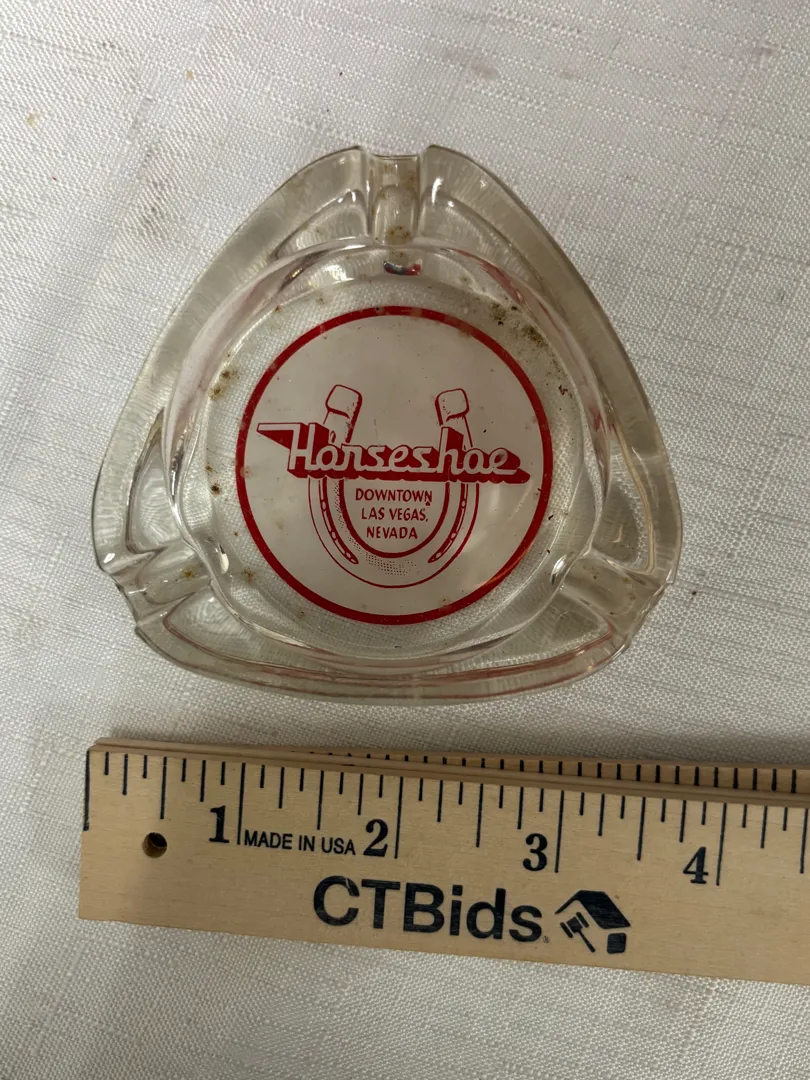 Horseshoe
DOWNTOWN
LAS VEGAS,
NEVADA
1 MADE IN USA 2 3 4
CTBids